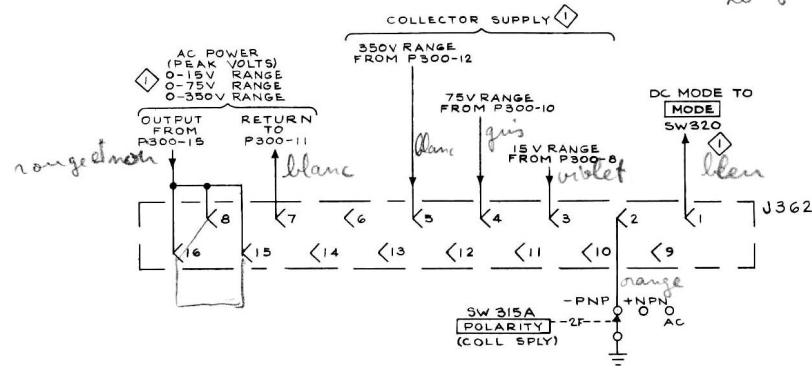 COLLECTOR SUPPLY 1
350V RANGE
FROM P300-12
AC POWER
(PEAK VOLTS)
1
0-15V RANGE
0-75V RANGE
0-350V RANGE
75V RANGE
FROM P300-10
DC MODE TO
MODE
SW320
1
OUTPUT
FROM
P300-15
RETURN
TO
P300-11
15 V RANGE
FROM P300-8
rouge et noir
blanc
blanc
gris
violet
bleu
J362
8 7 6 5 4 3 2 1
16 15 14 13 12 11 10 9
orange
-PNP +NPN
AC
SW 315A
POLARITY
-2F-
(COLL SPLY)